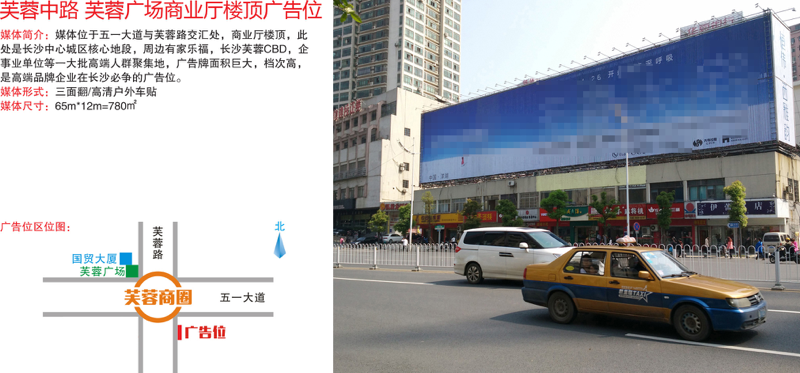 芙蓉中路 芙蓉广场商业厅楼顶广告位
媒体简介：媒体位于五一大道与芙蓉路交汇处，商业厅楼顶，此
处是长沙中心城区核心地段，周边有家乐福，长沙芙蓉CBD，企
事业单位等一大批高端人群聚集地，广告牌面积巨大，档次高，
是高端品牌企业在长沙必争的广告位。
媒体形式：三面翻/高清户外车贴
媒体尺寸：65m*12m=780㎡
广告位区位图：
北
芙蓉路
国贸大厦
芙蓉广场
芙蓉商圈
五一大道
广告位